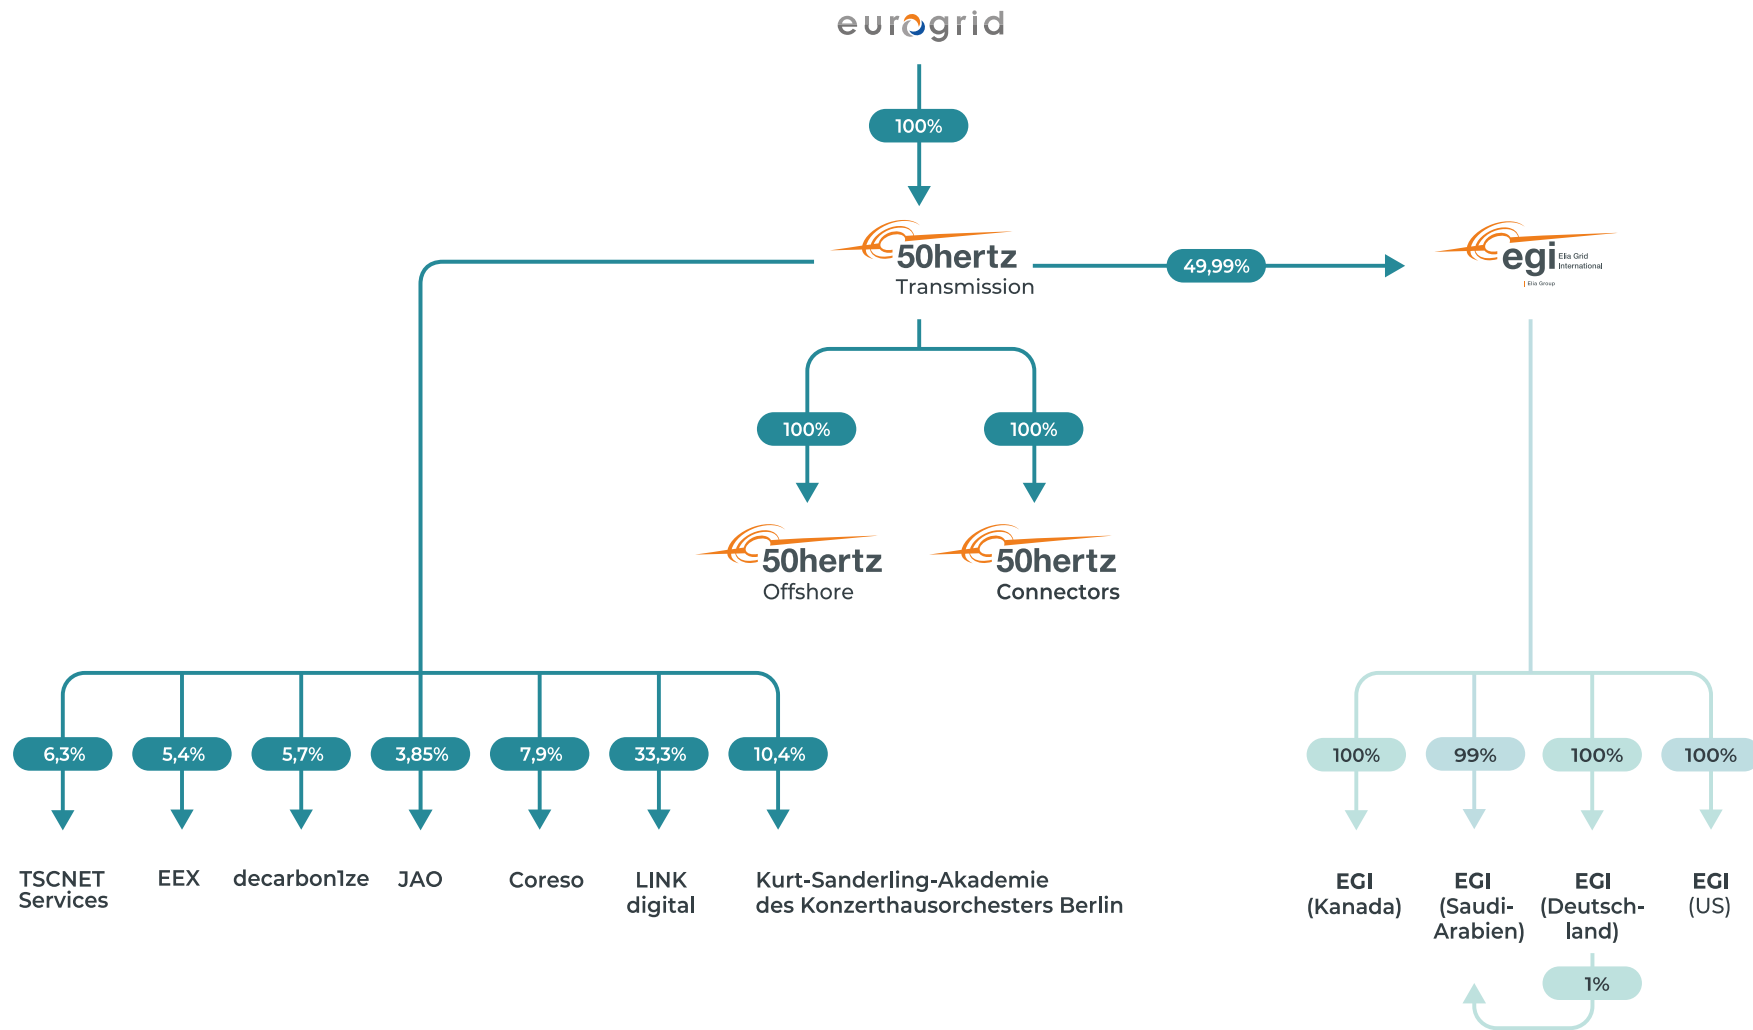 eurogrid
100%
50hertz
Transmission
49,99%
egi
Elia Grid
International
Elia Group
100%
100%
50hertz
Offshore
50hertz
Connectors
6,3%
5,4%
5,7%
3,85%
7,9%
33,3%
10,4%
100%
99%
100%
100%
TSCNET
Services
EEX
decarbon1ze
JAO
Coreso
LINK
digital
Kurt-Sanderling-Akademie
des Konzerthausorchesters Berlin
EGI
(Kanada)
EGI
(Saudi-
Arabien)
EGI
(Deutsch-
land)
EGI
(US)
1%